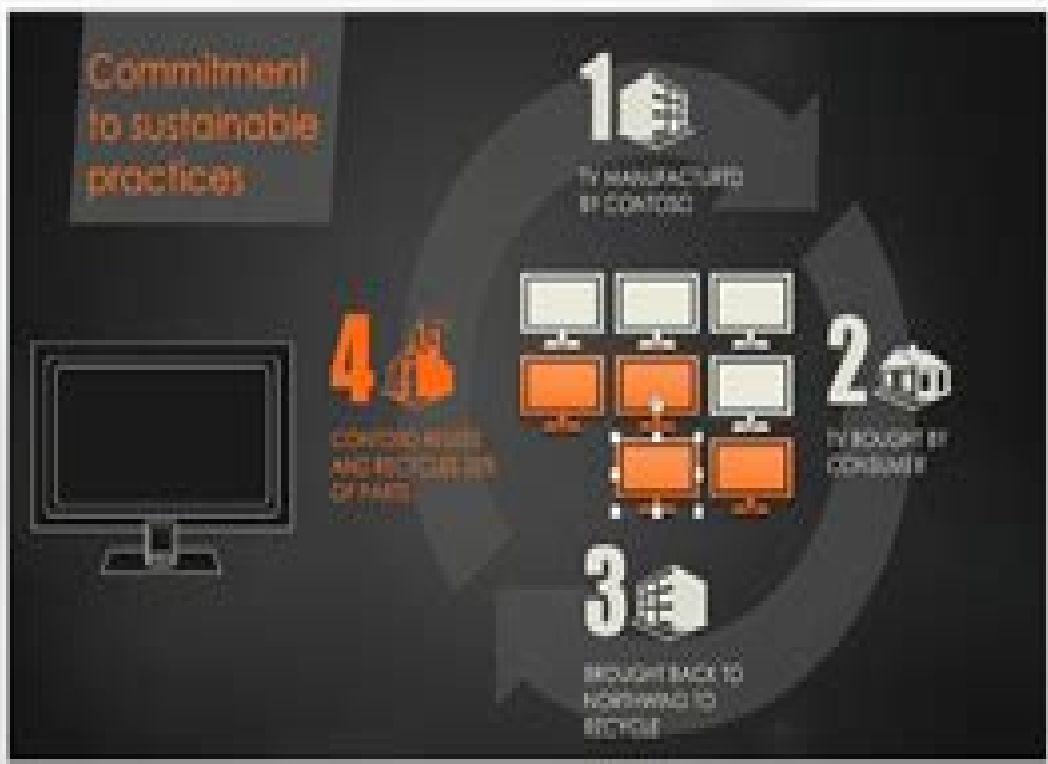 Commitment
to sustainable
practices
1
TV MANUFACTURED
BY CONTOSO
2
TV BOUGHT BY
CONSUMER
3
BROUGHT BACK TO
NORTHWIND TO
RECYCLE
4
CONTOSO REUSES
AND RECYCLES
OF PARTS